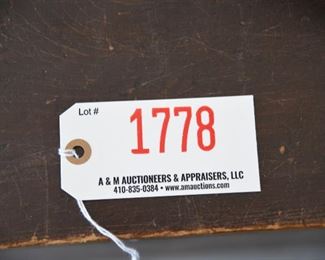 Lot #
1778
A & M AUCTIONEERS & APPRAISERS, LLC
410-835-0384 • www.amauctions.com